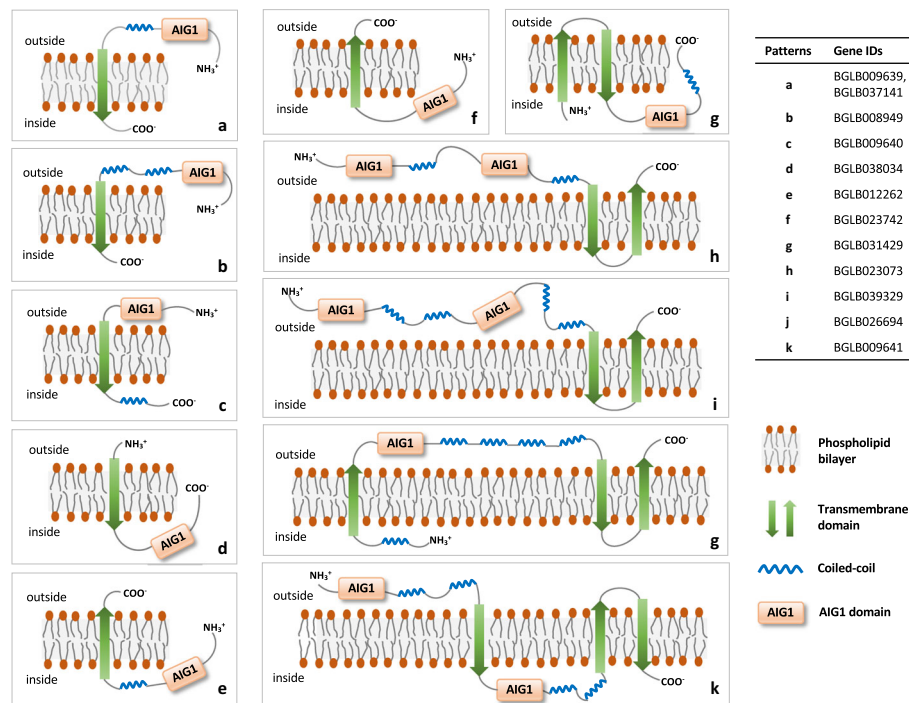 outside
AIG1
NH₃⁺
inside
COO⁻
a
outside
AIG1
NH₃⁺
inside
COO⁻
b
outside
AIG1
NH₃⁺
inside
COO⁻
c
outside
NH₃⁺
COO⁻
inside
AIG1
d
outside
COO⁻
NH₃⁺
inside
AIG1
e
COO⁻
outside
NH₃⁺
inside
AIG1
f
outside
COO⁻
inside
NH₃⁺
AIG1
g
NH₃⁺
AIG1
AIG1
COO⁻
outside
inside
h
NH₃⁺
AIG1
AIG1
COO⁻
outside
inside
i
outside
AIG1
COO⁻
inside
NH₃⁺
g
outside
NH₃⁺
AIG1
inside
AIG1
COO⁻
k
Patterns Gene IDs
a BGLB009639,
BGLB037141
b BGLB008949
c BGLB009640
d BGLB038034
e BGLB012262
f BGLB023742
g BGLB031429
h BGLB023073
i BGLB039329
j BGLB026694
k BGLB009641
Phospholipid
bilayer
Transmembrane
domain
Coiled-coil
AIG1 AIG1 domain